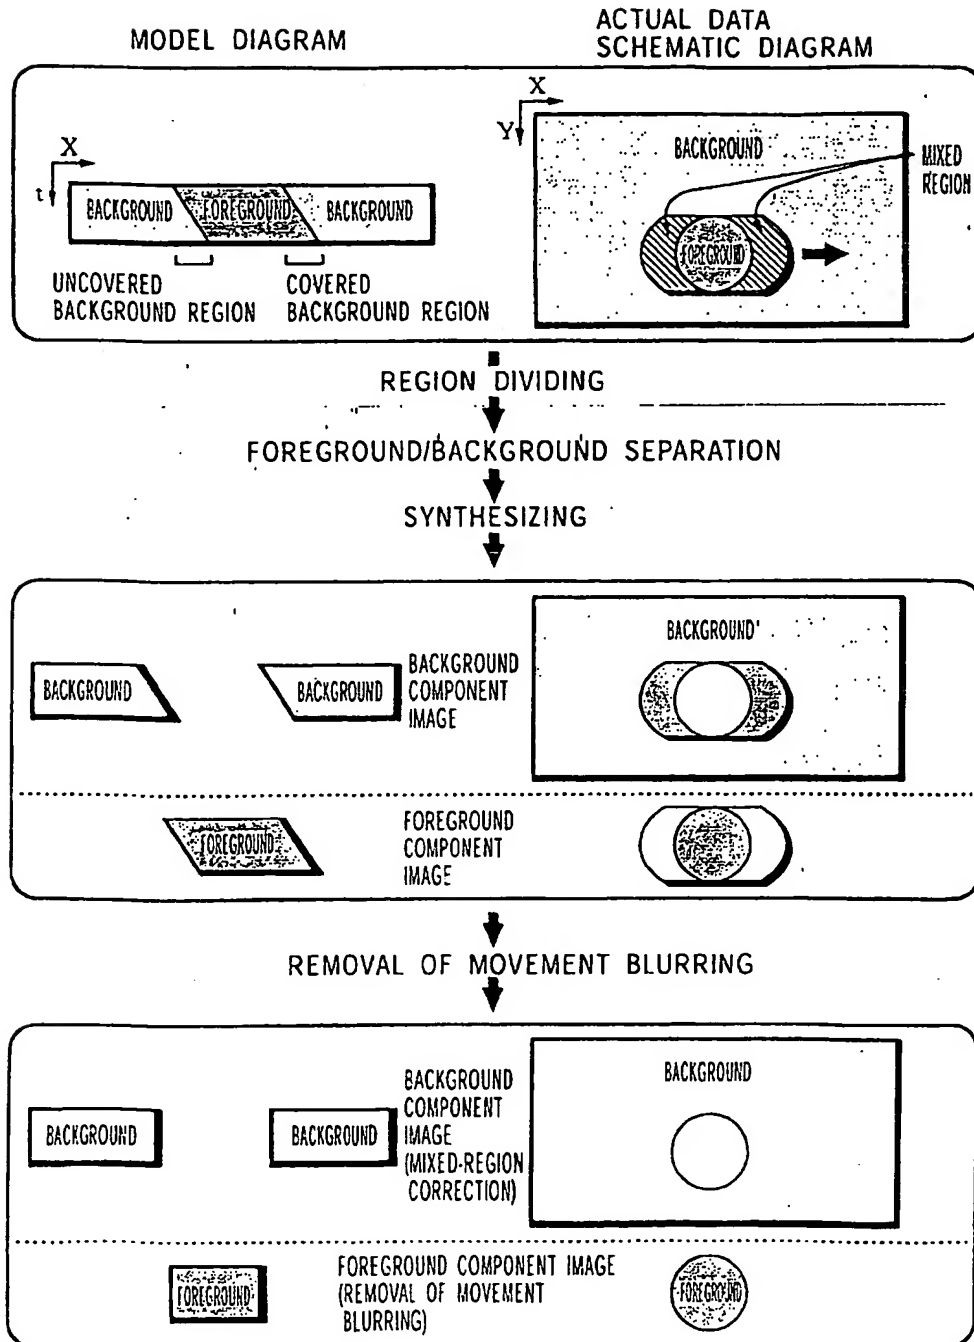 MODEL DIAGRAM
ACTUAL DATA
SCHEMATIC DIAGRAM
X
t
BACKGROUND
FOREGROUND
BACKGROUND
UNCOVERED
BACKGROUND REGION
COVERED
BACKGROUND REGION
X
Y
BACKGROUND
MIXED
REGION
FOREGROUND
REGION DIVIDING
FOREGROUND/BACKGROUND SEPARATION
SYNTHESIZING
BACKGROUND
BACKGROUND
BACKGROUND
COMPONENT
IMAGE
BACKGROUND'
FOREGROUND
FOREGROUND
COMPONENT
IMAGE
REMOVAL OF MOVEMENT BLURRING
BACKGROUND
BACKGROUND
BACKGROUND
COMPONENT
IMAGE
(MIXED-REGION
CORRECTION)
BACKGROUND
FOREGROUND
FOREGROUND COMPONENT IMAGE
(REMOVAL OF MOVEMENT
BLURRING)
FOREGROUND